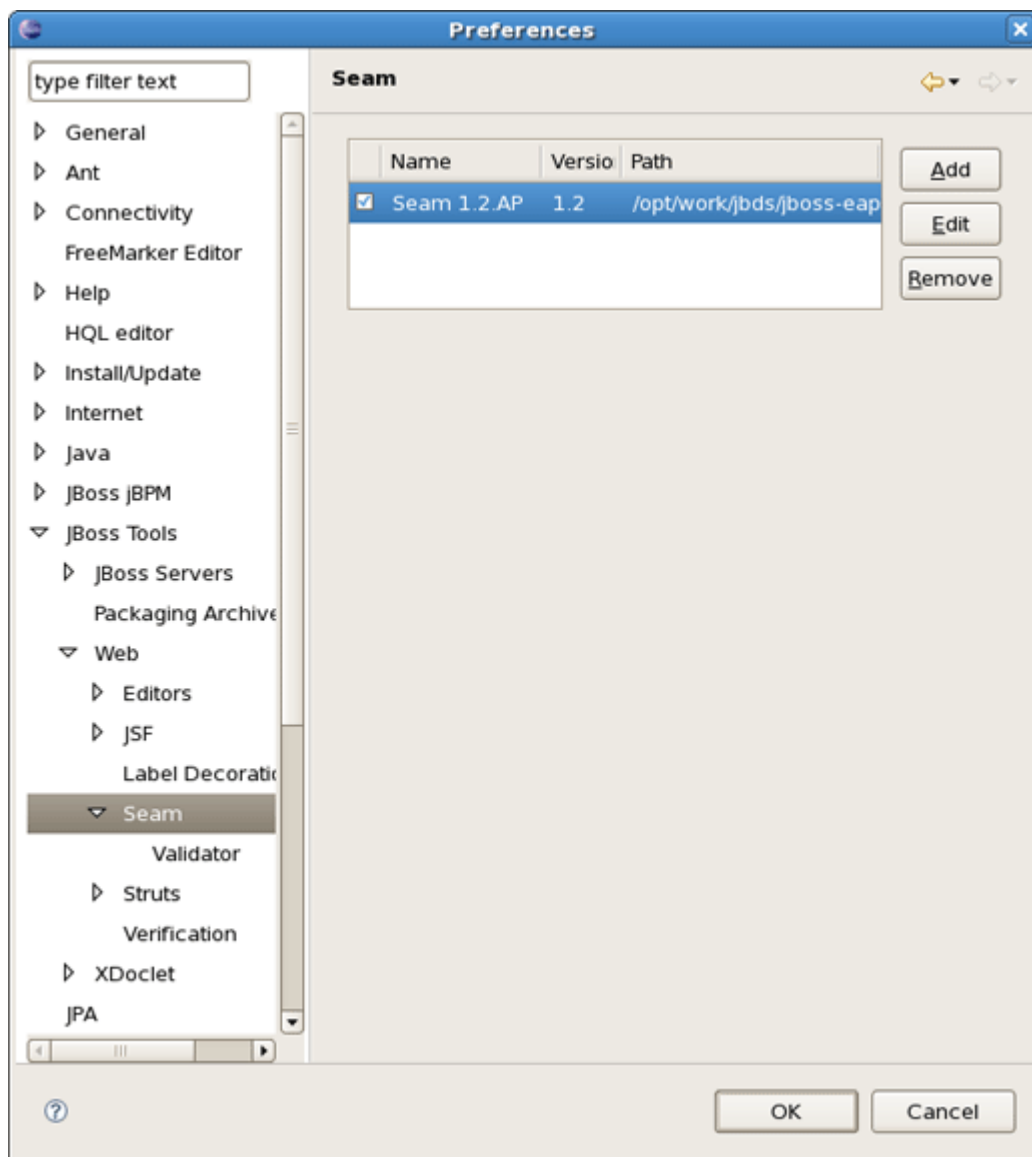 Preferences
type filter text
Seam
General
Ant
Connectivity
FreeMarker Editor
Help
HQL editor
Install/Update
Internet
Java
JBoss jBPM
JBoss Tools
JBoss Servers
Packaging Archive
Web
Editors
JSF
Label Decoratio
Seam
Validator
Struts
Verification
XDoclet
JPA
Name Versio Path
Seam 1.2.AP 1.2 /opt/work/jbds/jboss-eap
Add
Edit
Remove
OK Cancel